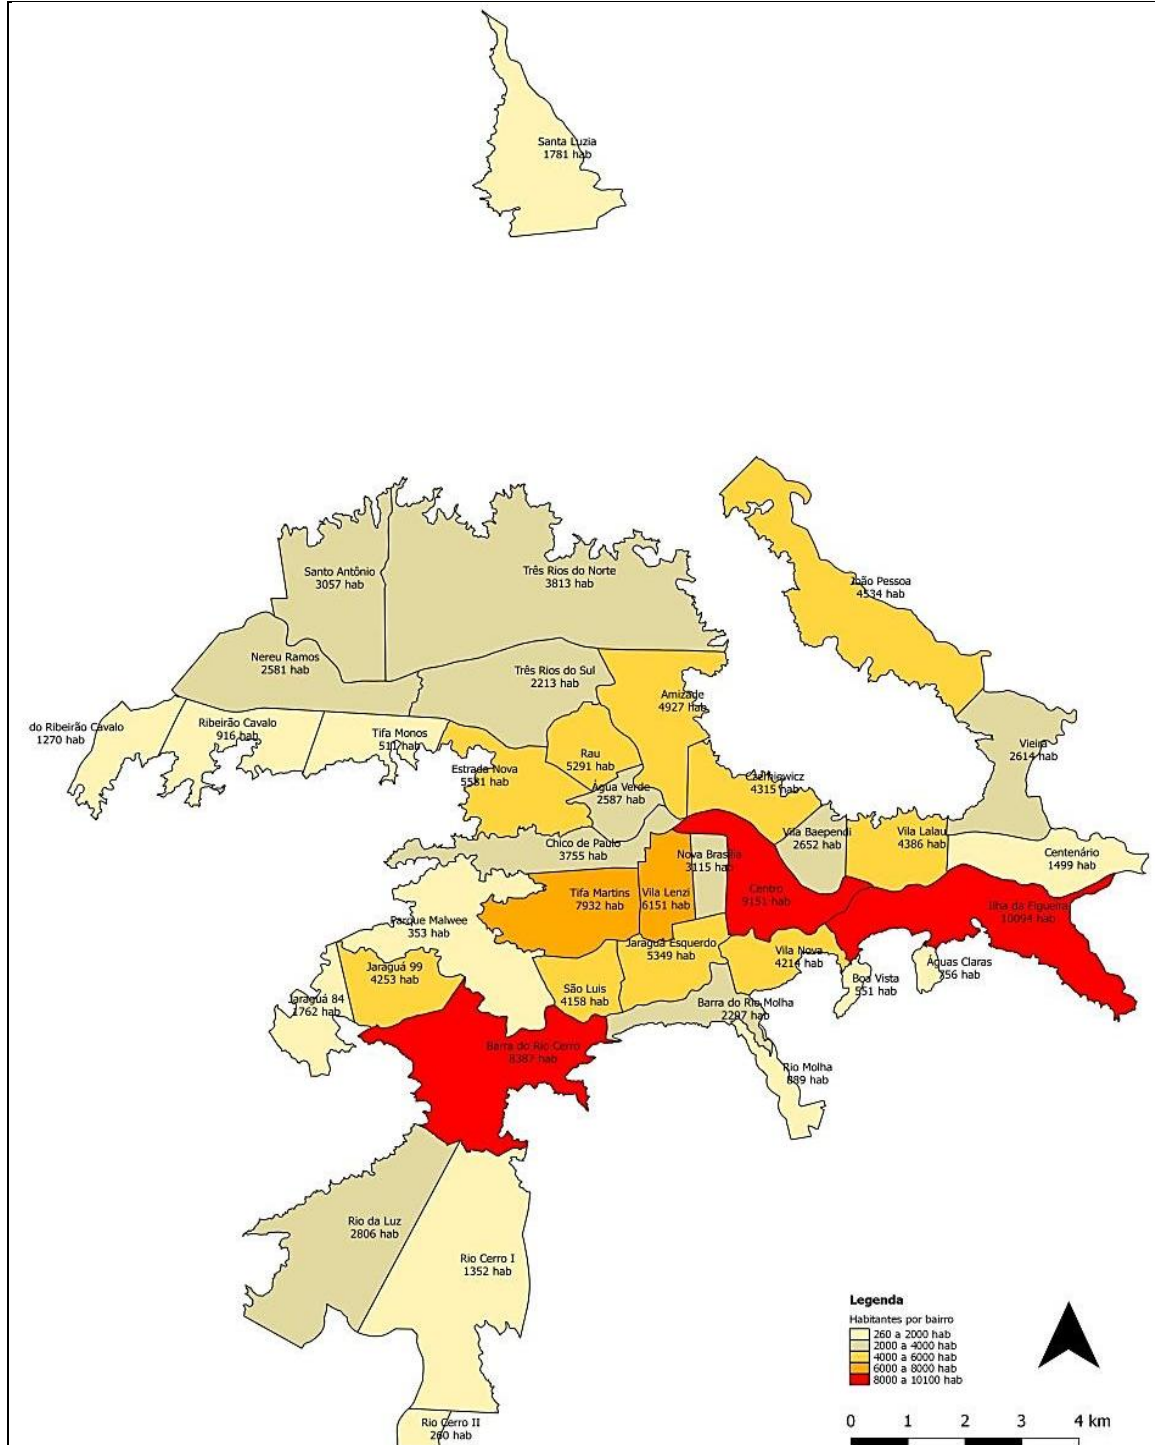 Santa Luzia
1781 hab
Santo Antônio
3057 hab
Três Rios do Norte
3813 hab
João Pessoa
4534 hab
Nereu Ramos
2581 hab
Três Rios do Sul
2213 hab
Amizade
4927 hab
do Ribeirão Cavalo
1270 hab
Ribeirão Cavalo
916 hab
Tifa Monos
511 hab
Rau
5291 hab
Estrada Nova
5581 hab
Água Verde
2587 hab
Czerniewicz
4315 hab
Vieira
2614 hab
Chico de Paulo
3755 hab
Nova Brasília
3115 hab
Vila Baependi
2652 hab
Vila Lalau
4386 hab
Centenário
1499 hab
Tifa Martins
7932 hab
Vila Lenzi
6151 hab
Centro
9151 hab
Ilha da Figueira
10094 hab
Parque Malwee
353 hab
Jaraguá Esquerdo
5349 hab
Vila Nova
4214 hab
Jaraguá 99
4253 hab
São Luis
4158 hab
Boa Vista
551 hab
Águas Claras
756 hab
Jaraguá 84
1762 hab
Barra do Rio Molha
2297 hab
Barra do Rio Cerro
8387 hab
Rio Molha
889 hab
Rio da Luz
2806 hab
Rio Cerro I
1352 hab
Rio Cerro II
260 hab
Legenda
Habitantes por bairro
260 a 2000 hab
2000 a 4000 hab
4000 a 6000 hab
6000 a 8000 hab
8000 a 10100 hab
0 1 2 3 4 km